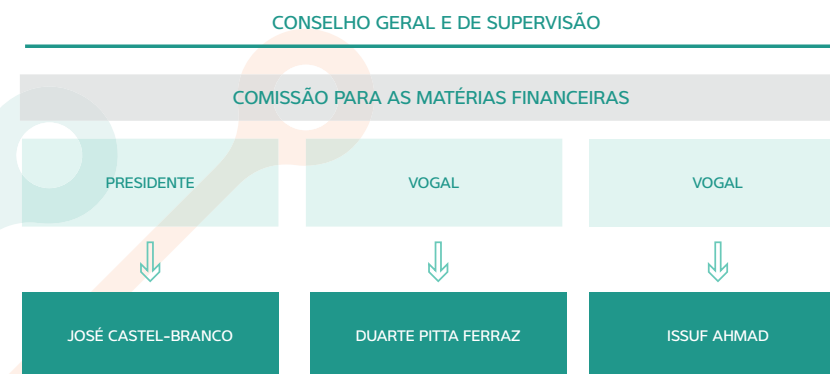 CONSELHO GERAL E DE SUPERVISÃO
COMISSÃO PARA AS MATÉRIAS FINANCEIRAS
PRESIDENTE
VOGAL
VOGAL
JOSÉ CASTEL-BRANCO
DUARTE PITTA FERRAZ
ISSUF AHMAD